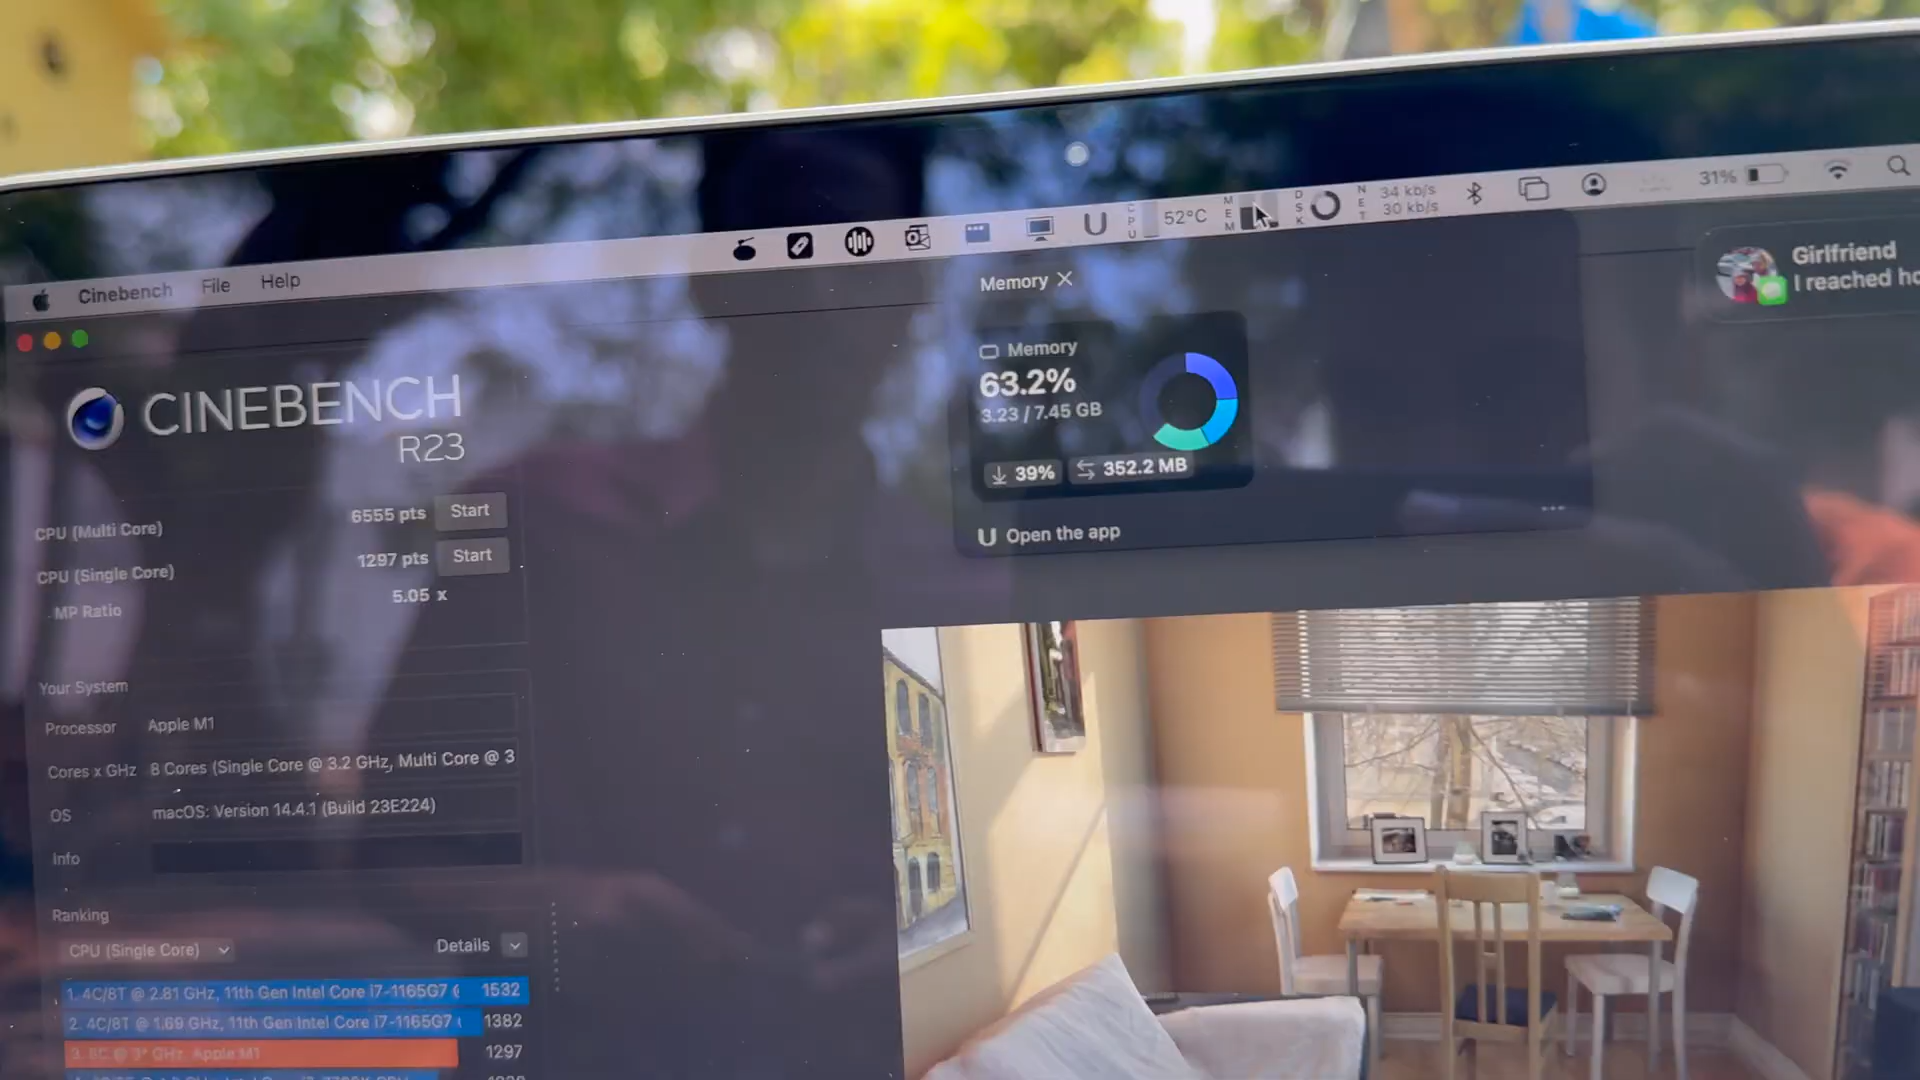 Cinebench File Help
U CPU 52°C MEM DSK NET 34 kb/s 30 kb/s 31%
Girlfriend
I reached
Memory
Memory
63.2%
3.23 / 7.45 GB
39% 352.2 MB
U Open the app
CINEBENCH
R23
CPU (Multi Core) 6555 pts Start
CPU (Single Core) 1297 pts Start
MP Ratio 5.05 x
Your System
Processor Apple M1
Cores x GHz 8 Cores (Single Core @ 3.2 GHz, Multi Core @ 3
OS macOS: Version 14.4.1 (Build 23E224)
Info
Ranking
CPU (Single Core) Details
1. 4C/8T @ 2.81 GHz, 11th Gen Intel Core i7-1165G7 1532
2. 4C/8T @ 1.69 GHz, 11th Gen Intel Core i7-1165G7 1382
3. 8C @ 3* GHz, Apple M1 1297